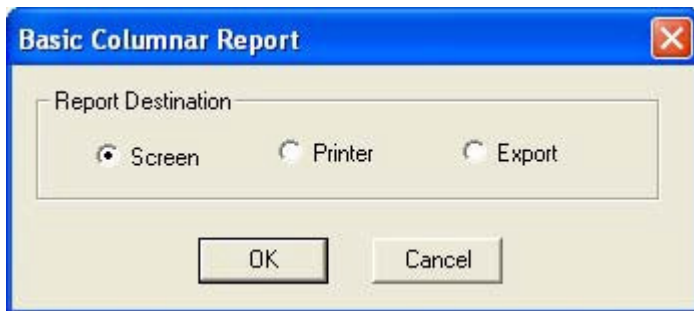 Basic Columnar Report
Report Destination
Screen Printer Export
OK Cancel